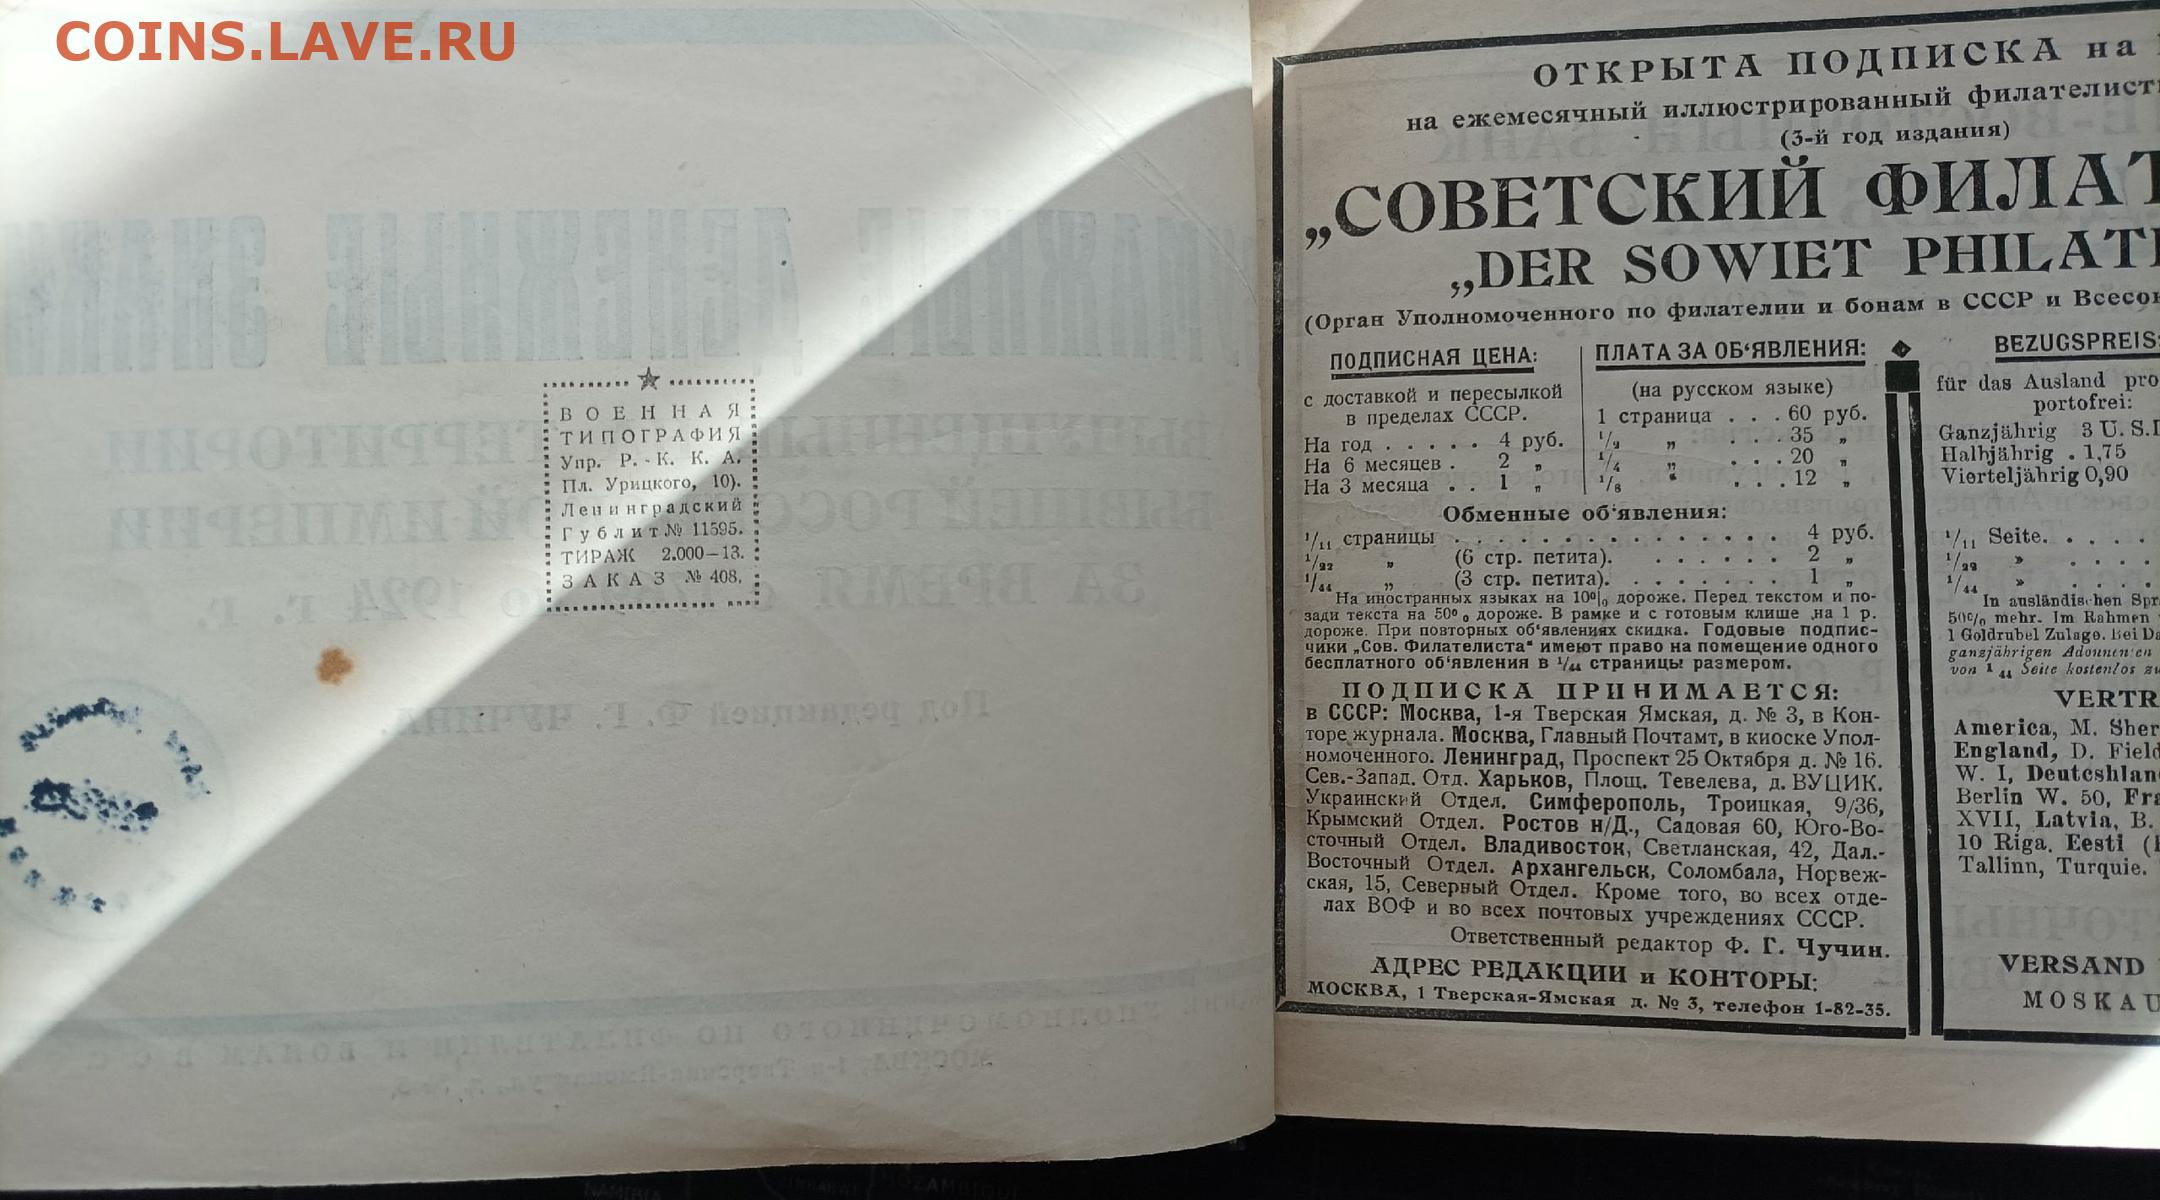 COINS.LAVE.RU
ВОЕННАЯ
ТИПОГРАФИЯ
Упр. Р.-К. К. А.
Пл. Урицкого, 10).
Ленинградский
Гублит № 11595.
ТИРАЖ 2.000—13.
ЗАКАЗ № 408.
ОТКРЫТА ПОДПИСКА на
на ежемесячный иллюстрированный филателист
(3-й год издания)
„СОВЕТСКИЙ ФИЛАТ
„DER SOWIET PHILAT
(Орган Уполномоченного по филателии и бонам в СССР и Всесою
ПОДПИСНАЯ ЦЕНА:
с доставкой и пересылкой
в пределах СССР.
На год . . . . . 4 руб.
На 6 месяцев . 2 „
На 3 месяца . . 1 „
ПЛАТА ЗА ОБ‘ЯВЛЕНИЯ:
(на русском языке)
1 страница . . . 60 руб.
1/2 „ . . . 35 „
1/4 „ . . . 20 „
1/8 “ . . . 12 „
Обменные об‘явления:
1/11 страницы . . . . . . . . . . . . . . . 4 руб.
1/22 „ (6 стр. петита). . . . . . . 2 „
1/44 „ (3 стр. петита). . . . . . . . 1 „
На иностранных языках на 10% дороже. Перед текстом и по-
зади текста на 50% дороже. В рамке и с готовым клише на 1 р.
дороже. При повторных об‘явлениях скидка. Годовые подпис-
чики „Сов. Филателиста“ имеют право на помещение одного
бесплатного об‘явления в 1/44 страницы размером.
ПОДПИСКА ПРИНИМАЕТСЯ:
в СССР: Москва, 1-я Тверская Ямская, д. № 3, в Кон-
торе журнала. Москва, Главный Почтамт, в киоске Упол-
номоченного. Ленинград, Проспект 25 Октября д. № 16.
Сев.-Запад. Отд. Харьков, Площ. Тевелева, д. ВУЦИК.
Украинский Отдел. Симферополь, Троицкая, 9/36,
Крымский Отдел. Ростов н/Д., Садовая 60, Юго-Во-
сточный Отдел. Владивосток, Светланская, 42, Дал.-
Восточный Отдел. Архангельск, Соломбала, Норвеж-
ская, 15, Северный Отдел. Кроме того, во всех отде-
лах ВОФ и во всех почтовых учреждениях СССР.
Ответственный редактор Ф. Г. Чучин.
АДРЕС РЕДАКЦИИ и КОНТОРЫ:
МОСКВА, 1 Тверская-Ямская д. № 3, телефон 1-82-35.
BEZUGSPREIS:
für das Ausland pro
portofrei:
Ganzjährig 3 U. S.
Halbjährig . 1,75
Vierteljährig 0,90
1/11 Seite. . . . .
1/22 » . . . .
1/44 » . . . .
In ausländischen Spr
50% mehr. Im Rahmen
1 Goldrubel Zulage. Bei
ganzjährigen
von 1/44 Seite kostenlos zu
VERTR
America, M. Sher
England, D. Field
W. I, Deutcshland
Berlin W. 50, Fra
XVII, Latvia, B.
10 Riga. Eesti (
Tallinn, Turquie.
VERSAND
MOSKAU